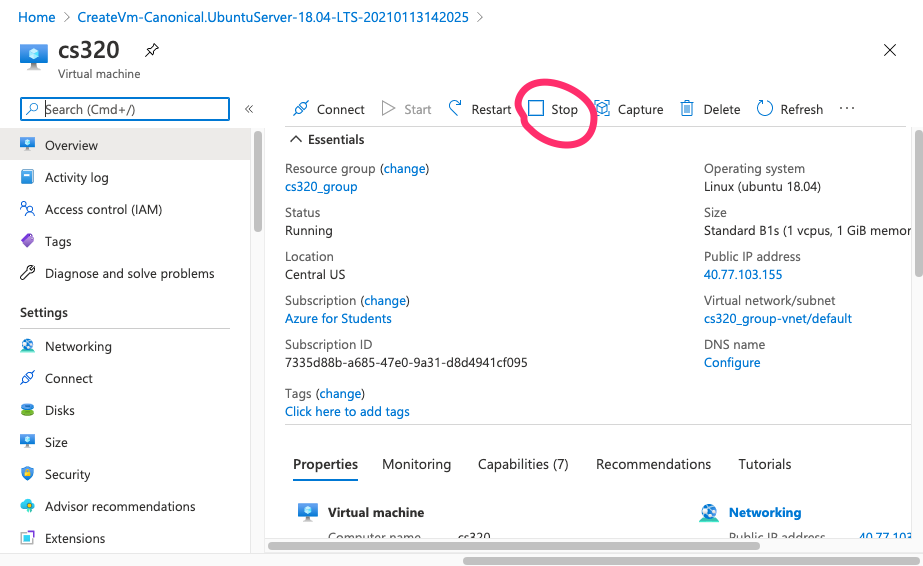 Home > CreateVm-Canonical.UbuntuServer-18.04-LTS-20210113142025 >
cs320
Virtual machine
Search (Cmd+/)
«
Connect Start Restart Stop Capture Delete Refresh ...
Overview
Activity log
Access control (IAM)
Tags
Diagnose and solve problems
Settings
Networking
Connect
Disks
Size
Security
Advisor recommendations
Extensions
Essentials
Resource group (change)
cs320_group
Status
Running
Location
Central US
Subscription (change)
Azure for Students
Subscription ID
7335d88b-a685-47e0-9a31-d8d4941cf095
Tags (change)
Click here to add tags
Operating system
Linux (ubuntu 18.04)
Size
Standard B1s (1 vcpus, 1 GiB memor
Public IP address
40.77.103.155
Virtual network/subnet
cs320_group-vnet/default
DNS name
Configure
Properties Monitoring Capabilities (7) Recommendations Tutorials
Virtual machine
Computer name cs320
Networking
Public IP address 40.77.103